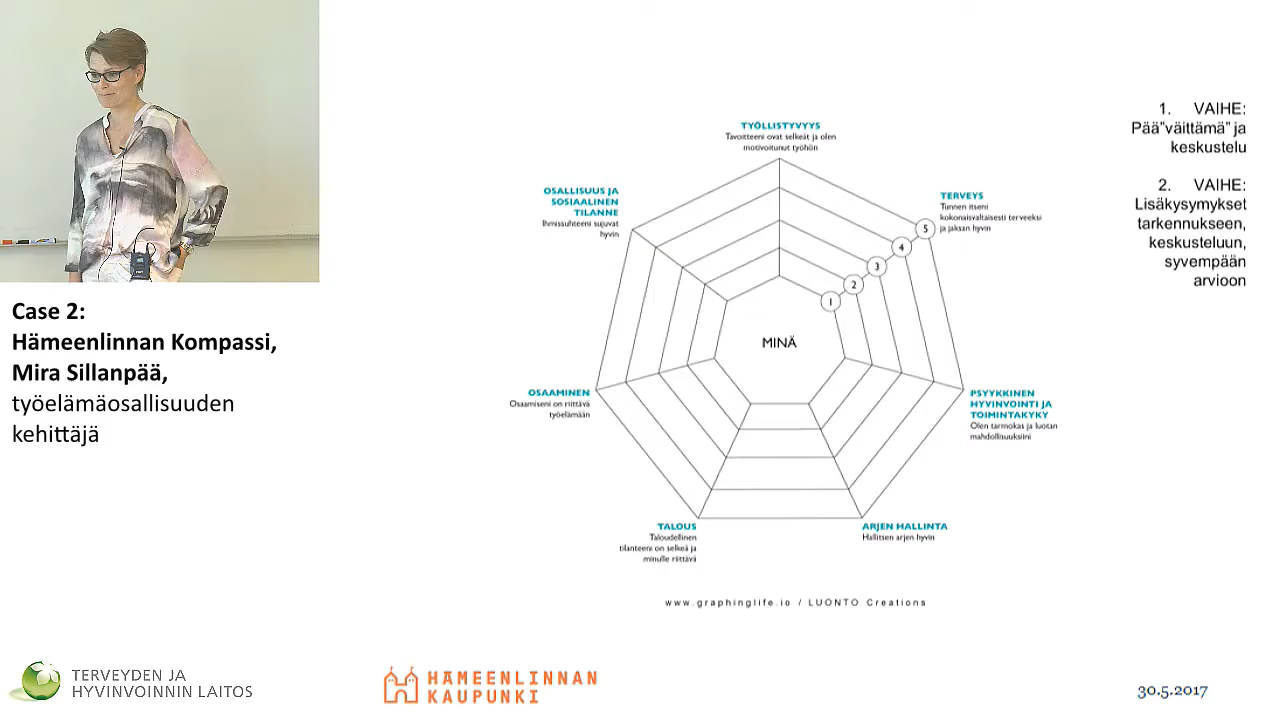 Case 2:
Hämeenlinnan Kompassi,
Mira Sillanpää,
työelämäosallisuuden
kehittäjä
TYÖLLISTYVYYS
Tavoitteeni ovat selkeät ja olen
motivoitunut työhön
OSALLISUUS JA
SOSIAALINEN
TILANNE
Ihmissuhteeni sujuvat
hyvin
TERVEYS
Tunnen itseni
kokonaisvaltaisesti terveeksi
ja jaksan hyvin
5
4
3
2
1
MINÄ
OSAAMINEN
Osaamiseni on riittävä
työelämään
PSYYKKINEN
HYVINVOINTI JA
TOIMINTAKYKY
Olen tarmokas ja luotan
mahdollisuuksiini
TALOUS
Taloudellinen
tilanteeni on selkeä ja
minulle riittävä
ARJEN HALLINTA
Hallitsen arjen hyvin
www.graphinglife.io / LUONTO Creations
1. VAIHE:
Pää"väittämä" ja
keskustelu
2. VAIHE:
Lisäkysymykset
tarkennukseen,
keskusteluun,
syvempään
arvioon
TERVEYDEN JA
HYVINVOINNIN LAITOS
HÄMEENLINNAN
KAUPUNKI
30.5.2017